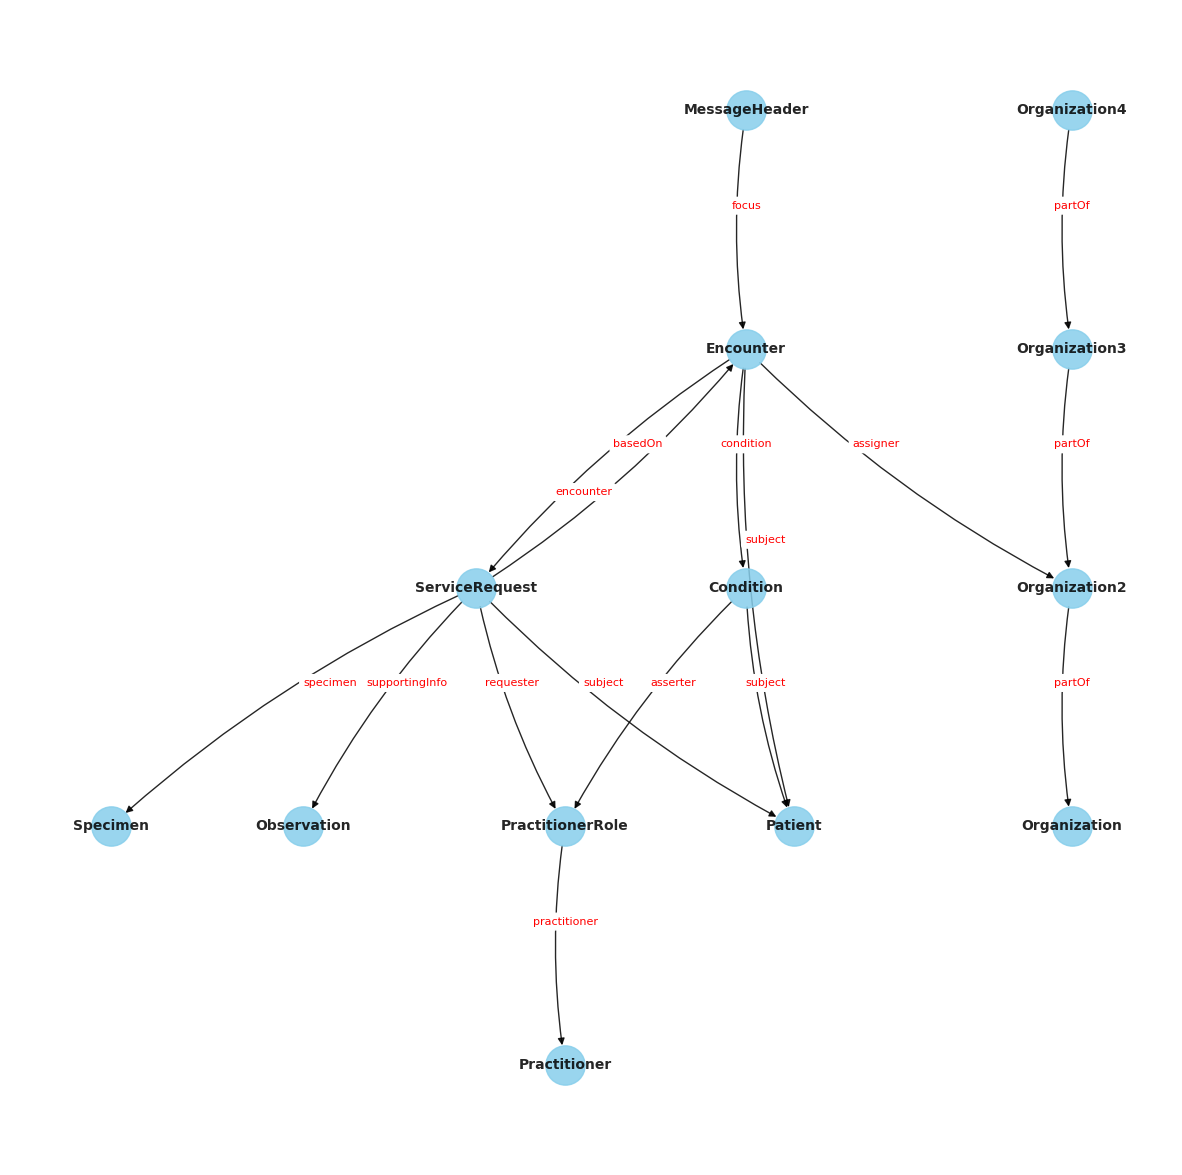 MessageHeader
Organization4
focus
partOf
Encounter
Organization3
basedOn
condition
assigner
partOf
encounter
subject
ServiceRequest
Condition
Organization2
specimen
supportingInfo
requester
subject
asserter
subject
partOf
Specimen
Observation
PractitionerRole
Patient
Organization
practitioner
Practitioner